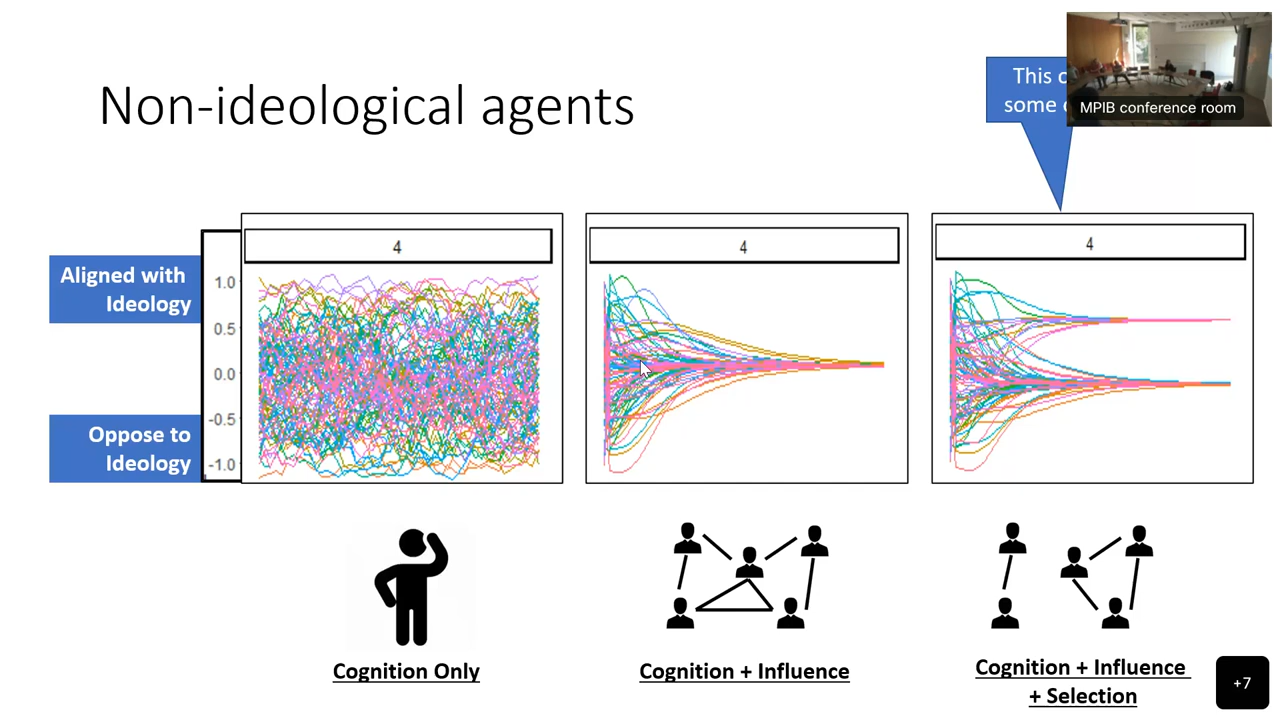 Non-ideological agents
This
some
MPIB conference room
Aligned with
Ideology
Oppose to
Ideology
4
1.0
0.5
0.0
-0.5
-1.0
4
4
Cognition Only
Cognition + Influence
Cognition + Influence
+ Selection
+7